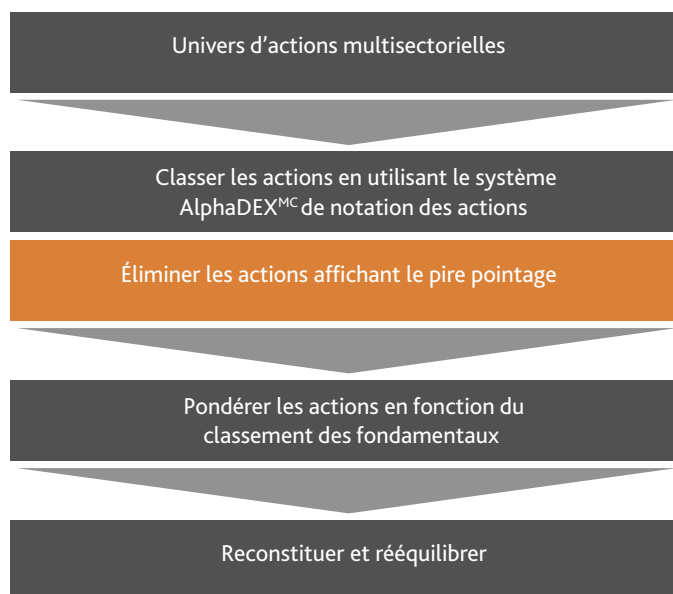 Univers d’actions multisectorielles
Classer les actions en utilisant le système
AlphaDEXᴹᶜ de notation des actions
Éliminer les actions affichant le pire pointage
Pondérer les actions en fonction du
classement des fondamentaux
Reconstituer et rééquilibrer